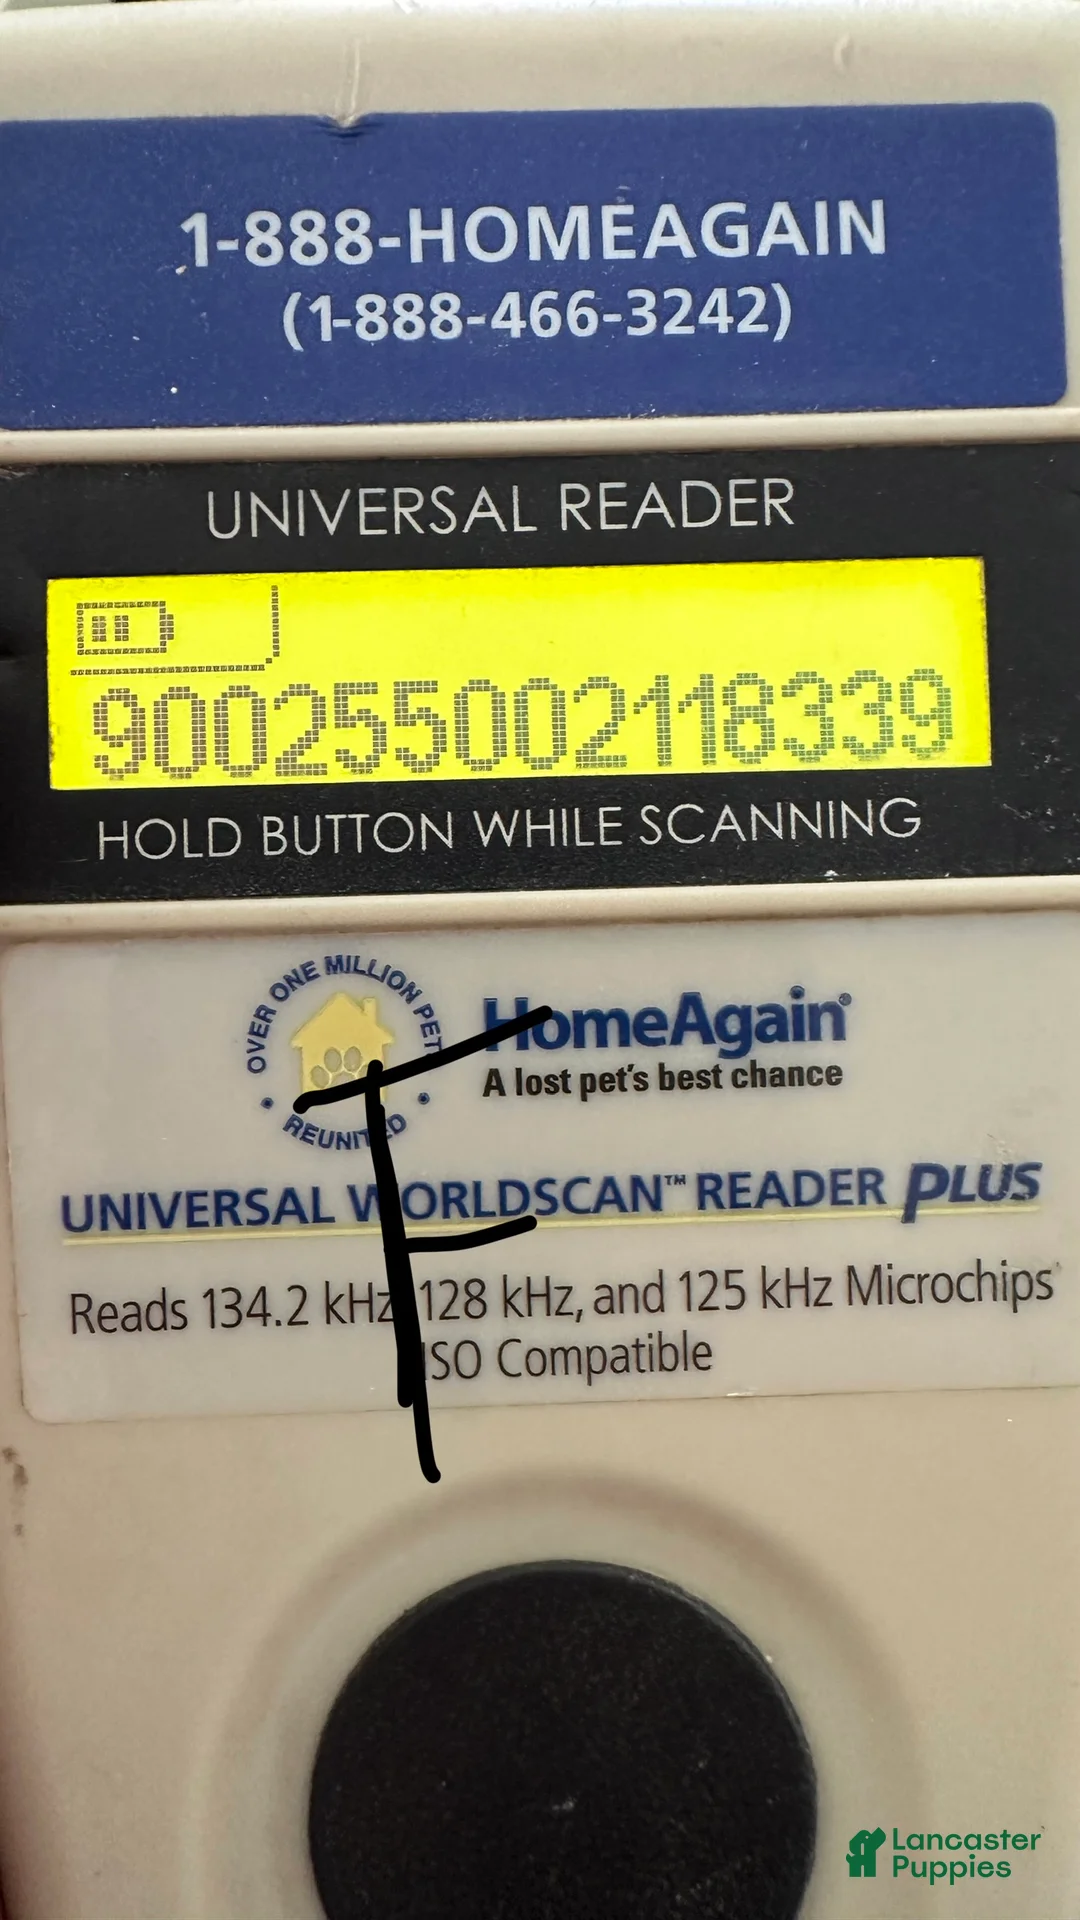 1-888-HOMEAGAIN
(1-888-466-3242)
UNIVERSAL READER
900255002118339
HOLD BUTTON WHILE SCANNING
OVER ONE MILLION PETS
REUNITED
HomeAgain®
A lost pet's best chance
UNIVERSAL WORLDSCAN™ READER PLUS
Reads 134.2 kHz, 128 kHz, and 125 kHz Microchips
ISO Compatible
F
Lancaster
Puppies